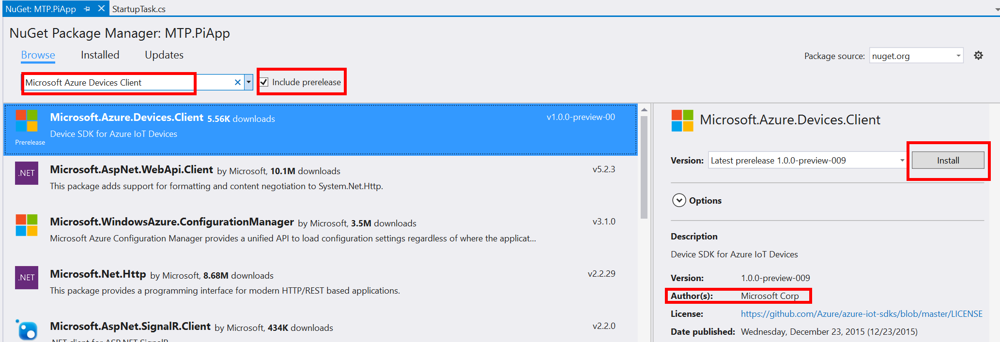 NuGet: MTP.PiApp StartupTask.cs
NuGet Package Manager: MTP.PiApp
Browse Installed Updates
Package source: nuget.org
Microsoft Azure Devices Client
Include prerelease
Microsoft.Azure.Devices.Client 5.56K downloads v1.0.0-preview-00
Device SDK for Azure IoT Devices
Prerelease
.NET
Microsoft.AspNet.WebApi.Client by Microsoft, 10.1M downloads v5.2.3
This package adds support for formatting and content negotiation to System.Net.Http.
Microsoft.WindowsAzure.ConfigurationManager by Microsoft, 3.5M downloads v3.1.0
Microsoft Azure Configuration Manager provides a unified API to load configuration settings regardless of where the applicat...
.NET
Microsoft.Net.Http by Microsoft, 8.68M downloads v2.2.29
This package provides a programming interface for modern HTTP/REST based applications.
Microsoft.AspNet.SignalR.Client by Microsoft, 434K downloads v2.2.0
.NET client for ASP.NET SignalR
Microsoft.Azure.Devices.Client
Version: Latest prerelease 1.0.0-preview-009 Install
Options
Description
Device SDK for Azure IoT Devices
Version: 1.0.0-preview-009
Author(s): Microsoft Corp
License: https://github.com/Azure/azure-iot-sdks/blob/master/LICENSE
Date published: Wednesday, December 23, 2015 (12/23/2015)